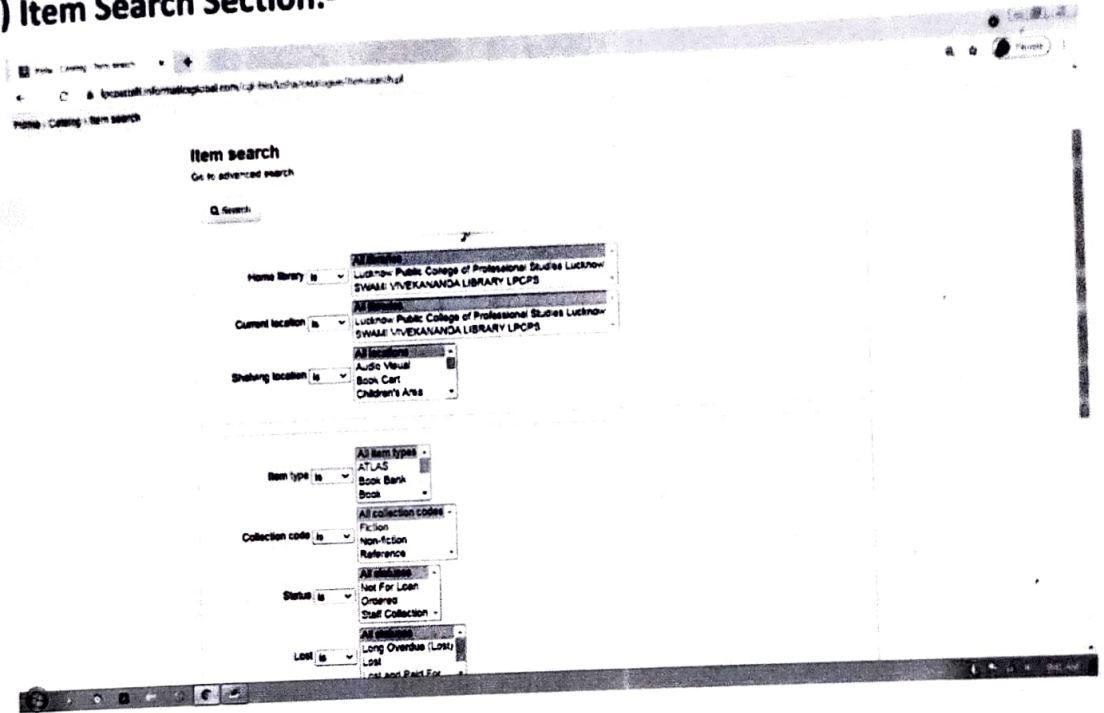 ) Item Search Section:-
Home › Catalog › Item search
Item search
Go to advanced search
Search
Home library is
All libraries
Lucknow Public College of Professional Studies Lucknow
SWAMI VIVEKANANDA LIBRARY LPCPS
Current location is
All libraries
Lucknow Public College of Professional Studies Lucknow
SWAMI VIVEKANANDA LIBRARY LPCPS
Shelving location is
All locations
Audio Visual
Book Cart
Children's Area
Item type is
All item types
ATLAS
Book Bank
Book
Collection code is
All collection codes
Fiction
Non-fiction
Reference
Status is
All statuses
Not For Loan
Ordered
Staff Collection
Lost is
All statuses
Long Overdue (Lost)
Lost
Lost and Paid For